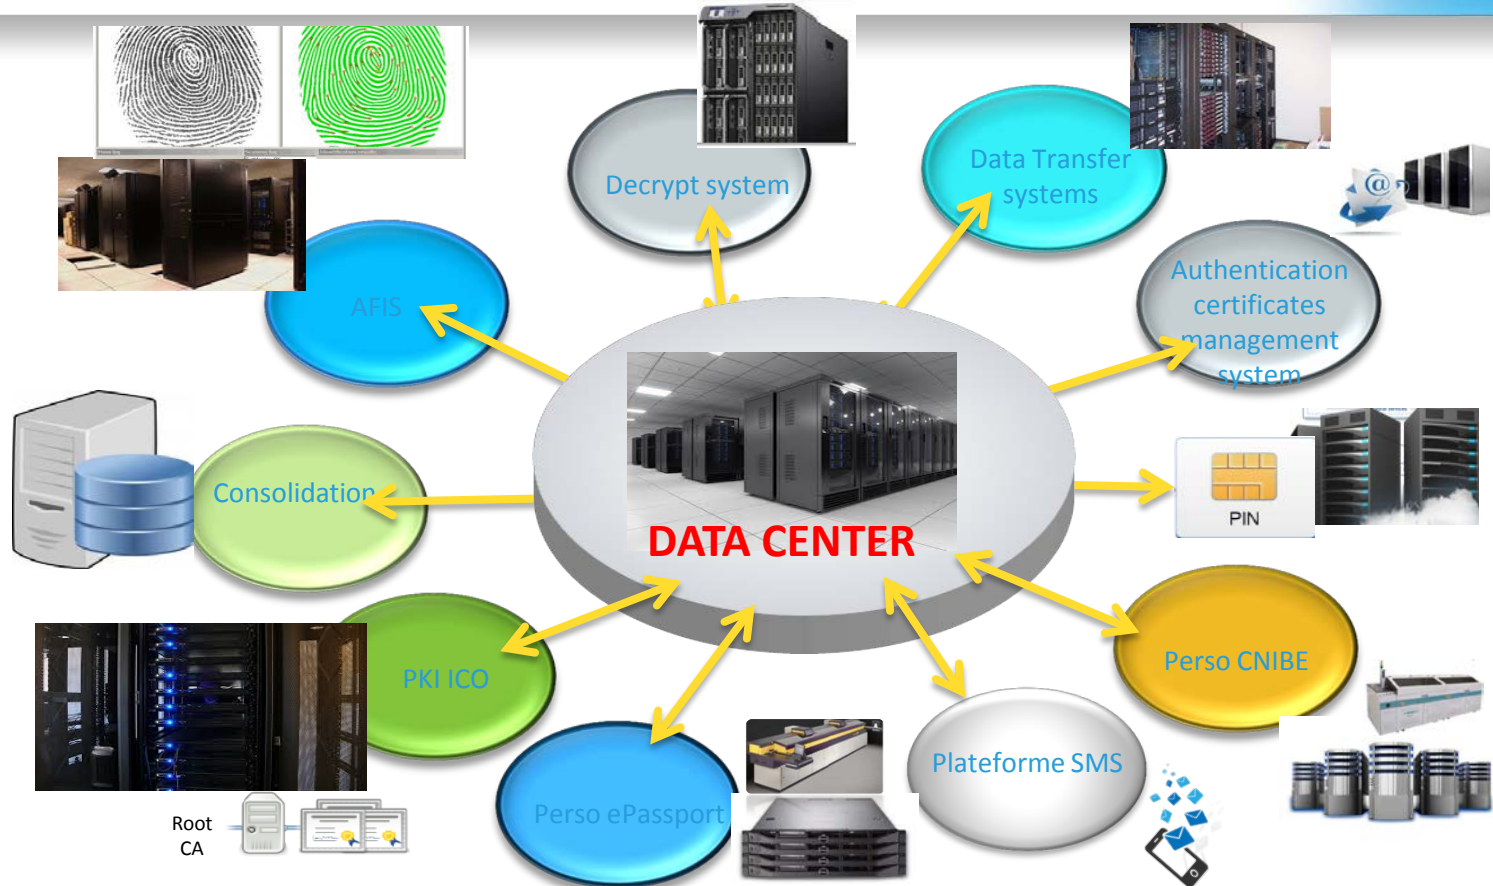 Decrypt system
Data Transfer
systems
Authentication
certificates
management
system
AFIS
Consolidation
PIN
DATA CENTER
PKI ICO
Perso CNIBE
Plateforme SMS
Perso ePassport
Root
CA